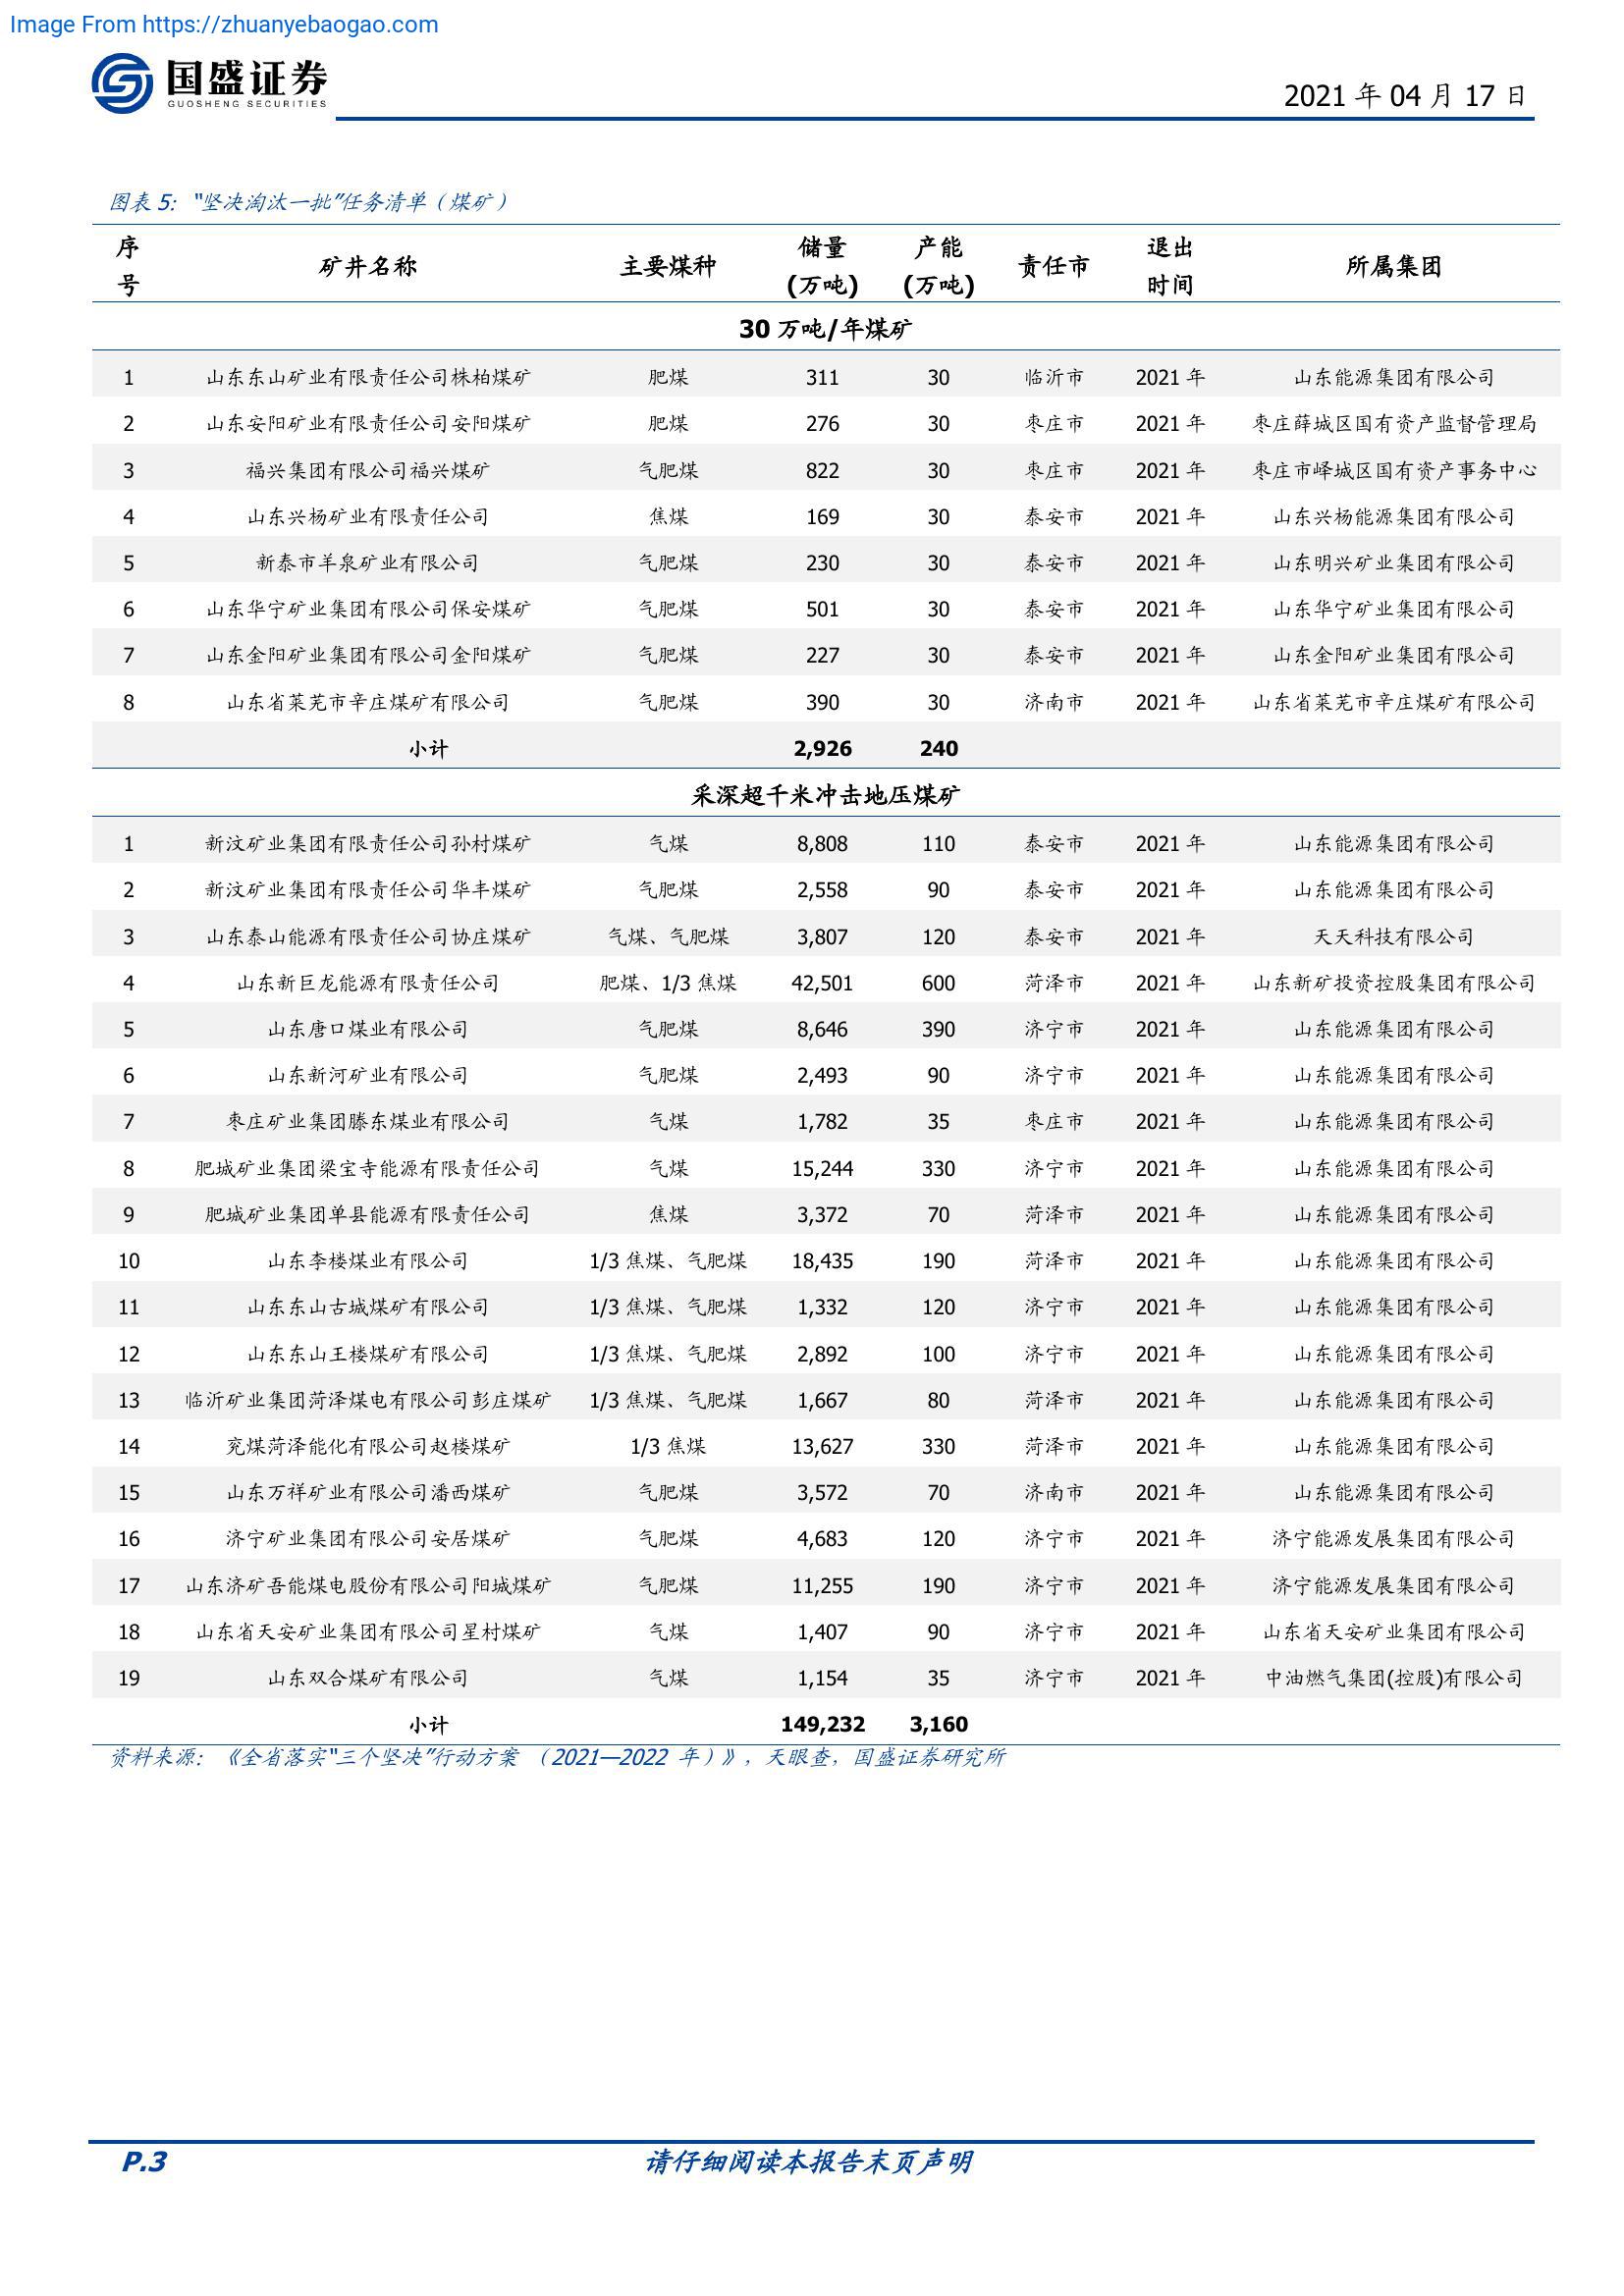 Image From https://zhuanyebaogao.com
国盛证券
GUOSHENG SECURITIES
2021 年 04 月 17 日
图表 5: “坚决淘汰一批”任务清单（煤矿）
序号 矿井名称 主要煤种 储量(万吨) 产能(万吨) 责任市 退出时间 所属集团
30 万吨/年煤矿
1 山东东山矿业有限责任公司株柏煤矿 肥煤 311 30 临沂市 2021 年 山东能源集团有限公司
2 山东安阳矿业有限责任公司安阳煤矿 肥煤 276 30 枣庄市 2021 年 枣庄薛城区国有资产监督管理局
3 福兴集团有限公司福兴煤矿 气肥煤 822 30 枣庄市 2021 年 枣庄市峄城区国有资产事务中心
4 山东兴杨矿业有限责任公司 焦煤 169 30 泰安市 2021 年 山东兴杨能源集团有限公司
5 新泰市羊泉矿业有限公司 气肥煤 230 30 泰安市 2021 年 山东明兴矿业集团有限公司
6 山东华宁矿业集团有限公司保安煤矿 气肥煤 501 30 泰安市 2021 年 山东华宁矿业集团有限公司
7 山东金阳矿业集团有限公司金阳煤矿 气肥煤 227 30 泰安市 2021 年 山东金阳矿业集团有限公司
8 山东省莱芜市辛庄煤矿有限公司 气肥煤 390 30 济南市 2021 年 山东省莱芜市辛庄煤矿有限公司
小计 2,926 240
采深超千米冲击地压煤矿
1 新汶矿业集团有限责任公司孙村煤矿 气煤 8,808 110 泰安市 2021 年 山东能源集团有限公司
2 新汶矿业集团有限责任公司华丰煤矿 气肥煤 2,558 90 泰安市 2021 年 山东能源集团有限公司
3 山东泰山能源有限责任公司协庄煤矿 气煤、气肥煤 3,807 120 泰安市 2021 年 天天科技有限公司
4 山东新巨龙能源有限责任公司 肥煤、1/3 焦煤 42,501 600 菏泽市 2021 年 山东新矿投资控股集团有限公司
5 山东唐口煤业有限公司 气肥煤 8,646 390 济宁市 2021 年 山东能源集团有限公司
6 山东新河矿业有限公司 气肥煤 2,493 90 济宁市 2021 年 山东能源集团有限公司
7 枣庄矿业集团滕东煤业有限公司 气煤 1,782 35 枣庄市 2021 年 山东能源集团有限公司
8 肥城矿业集团梁宝寺能源有限责任公司 气煤 15,244 330 济宁市 2021 年 山东能源集团有限公司
9 肥城矿业集团单县能源有限责任公司 焦煤 3,372 70 菏泽市 2021 年 山东能源集团有限公司
10 山东李楼煤业有限公司 1/3 焦煤、气肥煤 18,435 190 菏泽市 2021 年 山东能源集团有限公司
11 山东东山古城煤矿有限公司 1/3 焦煤、气肥煤 1,332 120 济宁市 2021 年 山东能源集团有限公司
12 山东东山王楼煤矿有限公司 1/3 焦煤、气肥煤 2,892 100 济宁市 2021 年 山东能源集团有限公司
13 临沂矿业集团菏泽煤电有限公司彭庄煤矿 1/3 焦煤、气肥煤 1,667 80 菏泽市 2021 年 山东能源集团有限公司
14 兖煤菏泽能化有限公司赵楼煤矿 1/3 焦煤 13,627 330 菏泽市 2021 年 山东能源集团有限公司
15 山东万祥矿业有限公司潘西煤矿 气肥煤 3,572 70 济南市 2021 年 山东能源集团有限公司
16 济宁矿业集团有限公司安居煤矿 气肥煤 4,683 120 济宁市 2021 年 济宁能源发展集团有限公司
17 山东济矿吾能煤电股份有限公司阳城煤矿 气肥煤 11,255 190 济宁市 2021 年 济宁能源发展集团有限公司
18 山东省天安矿业集团有限公司星村煤矿 气煤 1,407 90 济宁市 2021 年 山东省天安矿业集团有限公司
19 山东双合煤矿有限公司 气煤 1,154 35 济宁市 2021 年 中油燃气集团(控股)有限公司
小计 149,232 3,160
资料来源: 《全省落实“三个坚决”行动方案 （2021—2022 年）》，天眼查，国盛证券研究所
P.3 请仔细阅读本报告末页声明